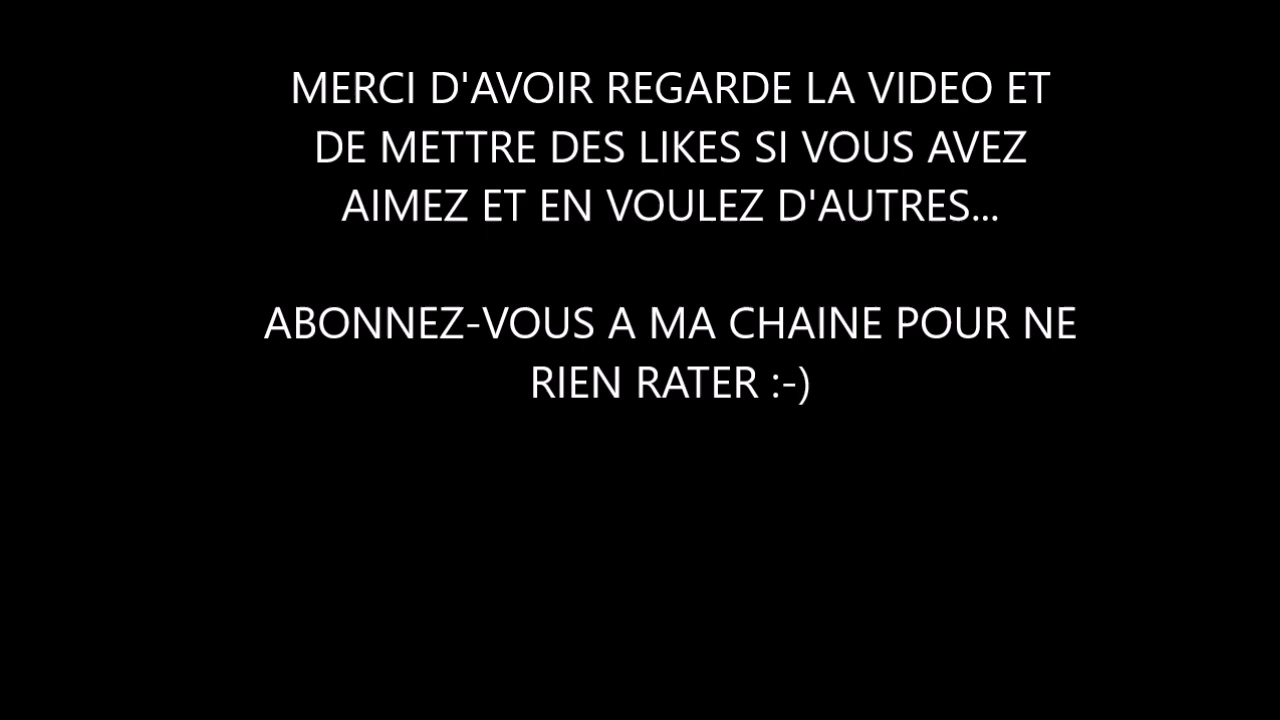 MERCI D'AVOIR REGARDE LA VIDEO ET
DE METTRE DES LIKES SI VOUS AVEZ
AIMEZ ET EN VOULEZ D'AUTRES...
ABONNEZ-VOUS A MA CHAINE POUR NE
RIEN RATER :-)